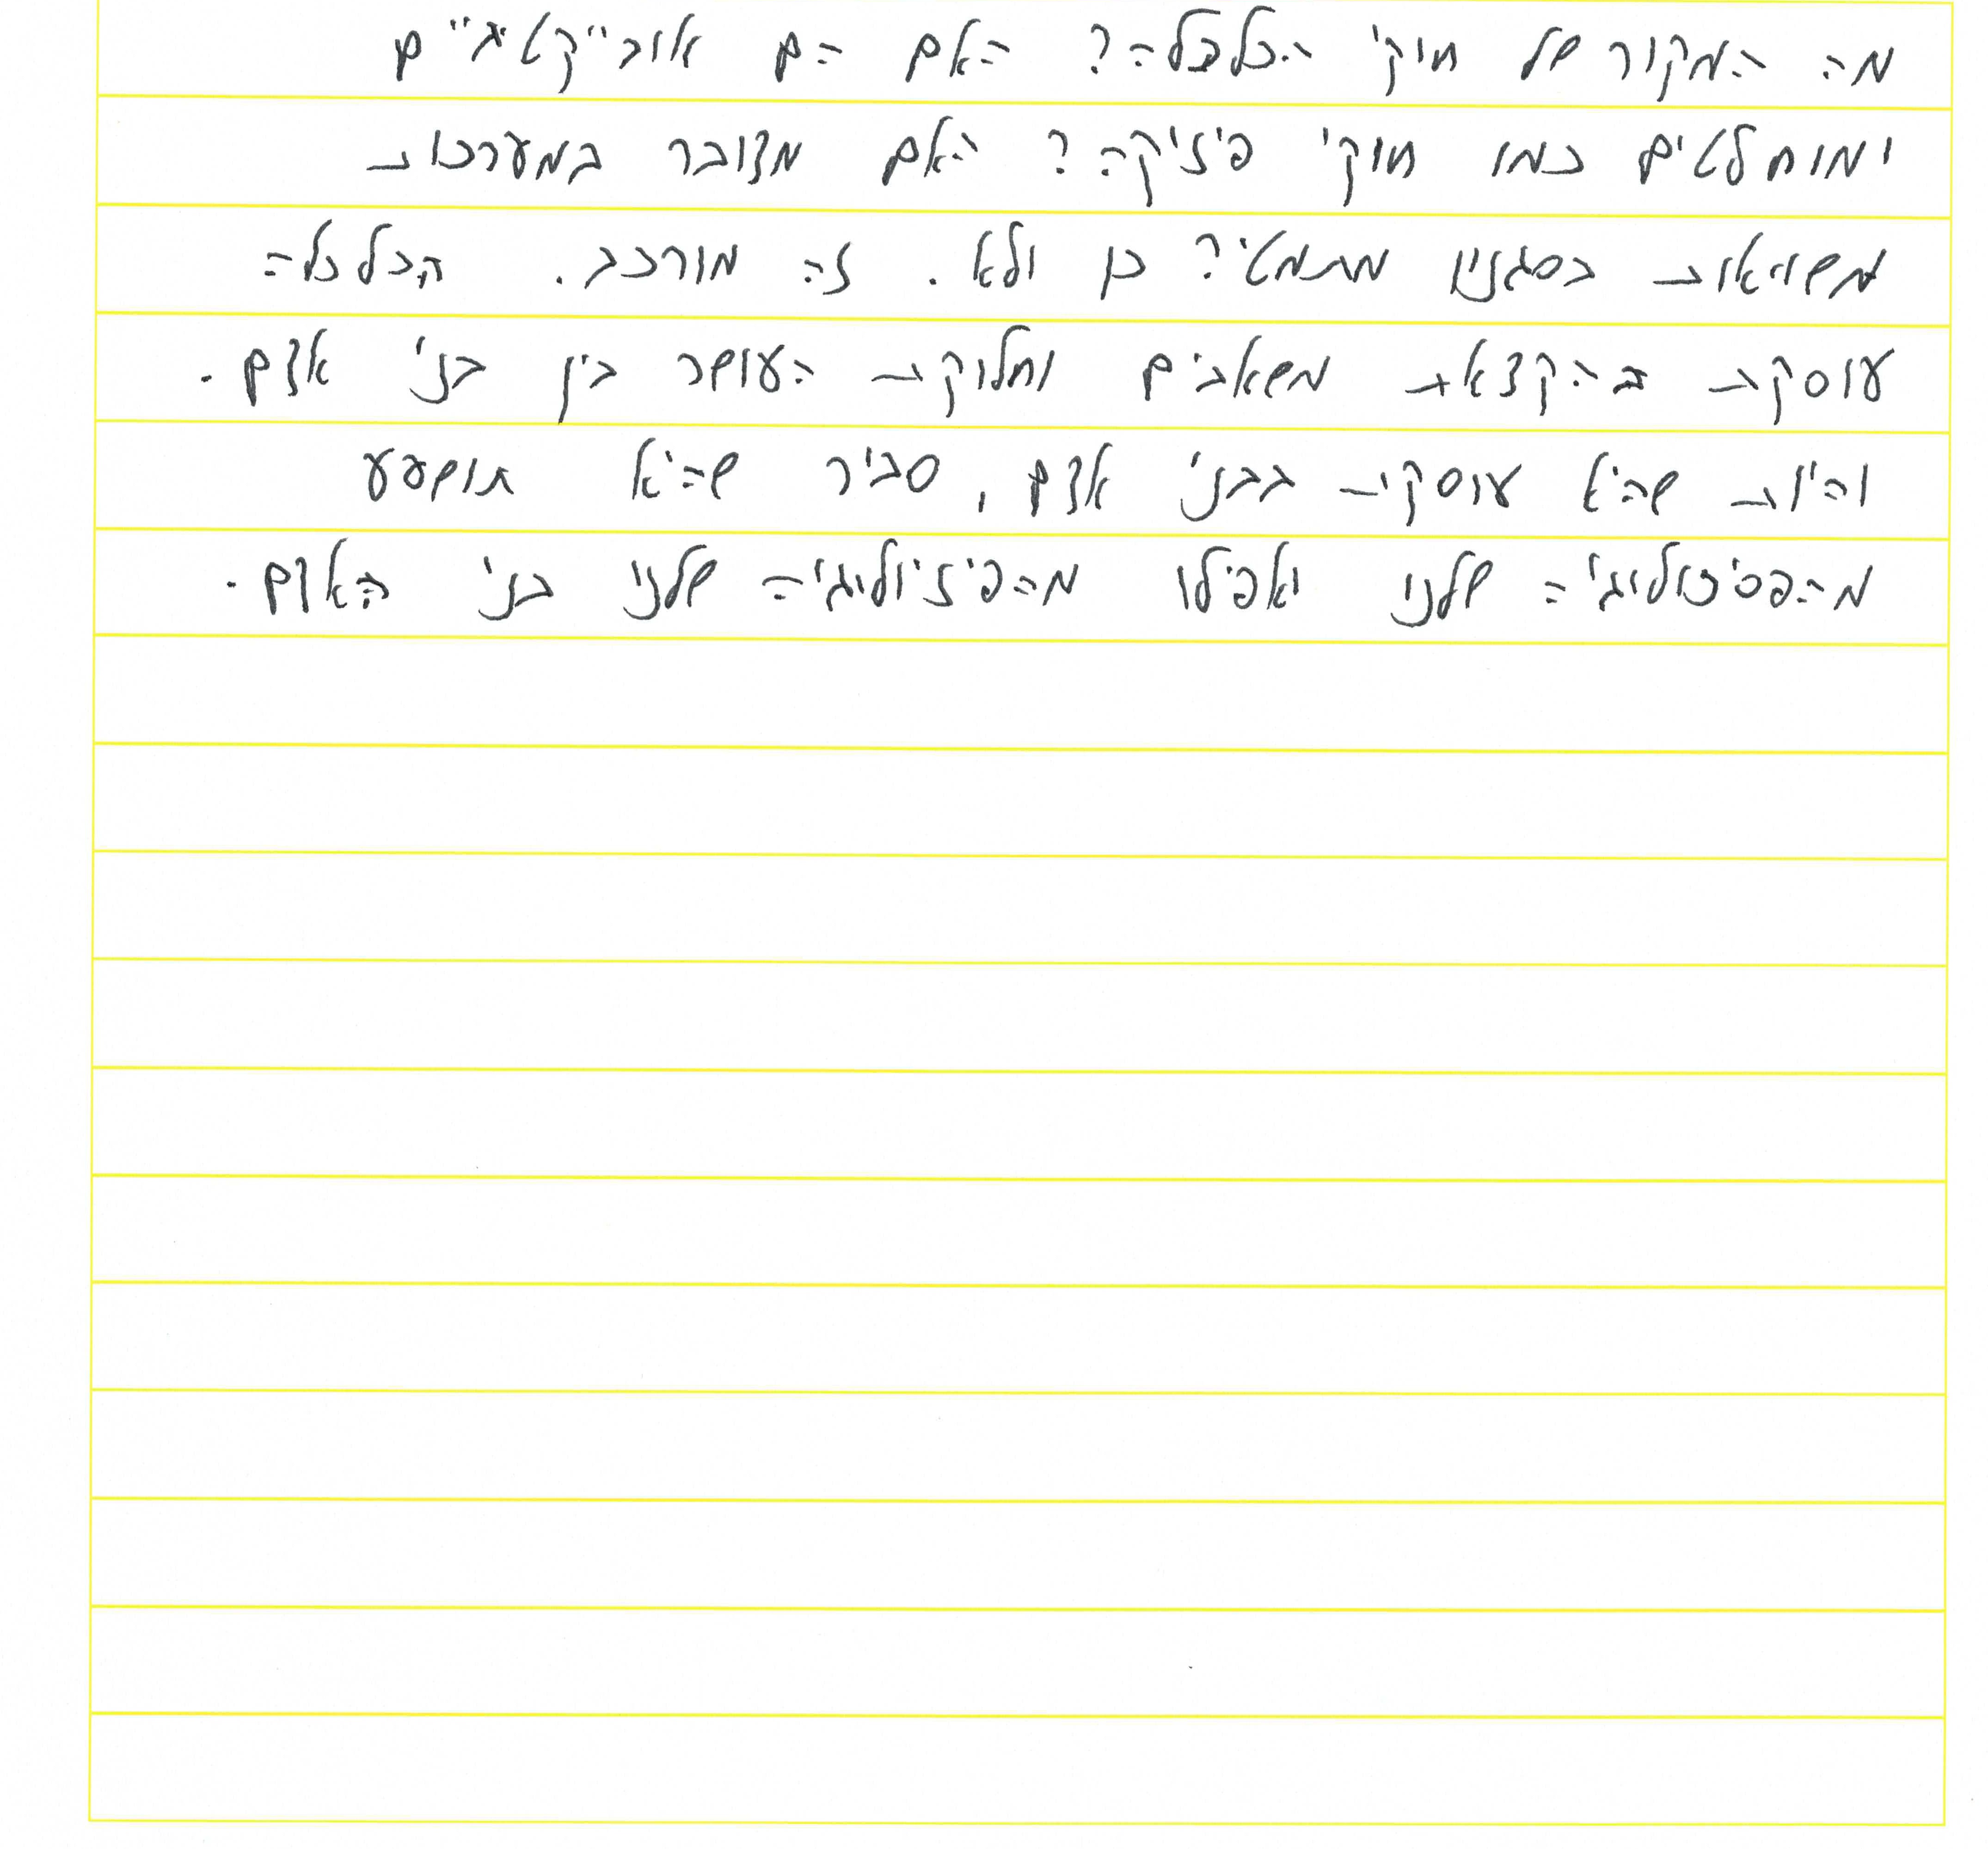 מה המקור של חוקי הכלכלה? האם הם אובייקטיביים
ומוחלטים כמו חוקי פיזיקה? האם מדובר במערכות
משוואות בסגנון מתמטי? כן ולא. זה מורכב. הכלכלה
עוסקת בהקצאת משאבים וחלוקת העושר בין בני אדם.
והיות שהיא עוסקת בבני אדם, סביר שהיא תושפע
מהפסיכולוגיה שלנו ואפילו מהפיזיולוגיה שלנו בני האדם.